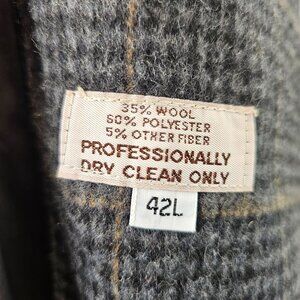 35% WOOL
60% POLYESTER
5% OTHER FIBER
PROFESSIONALLY
DRY CLEAN ONLY
42L